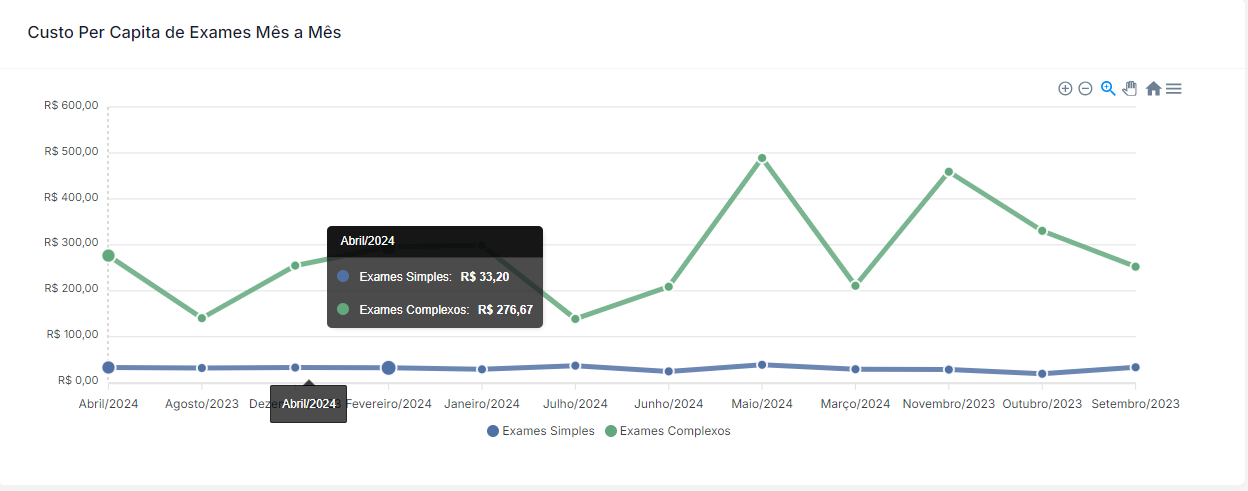 Custo Per Capita de Exames Mês a Mês
R$ 600,00
R$ 500,00
R$ 400,00
R$ 300,00
R$ 200,00
R$ 100,00
R$ 0,00
Abril/2024
Exames Simples: R$ 33,20
Exames Complexos: R$ 276,67
Abril/2024 Agosto/2023 Abril/2024 Fevereiro/2024 Janeiro/2024 Julho/2024 Junho/2024 Maio/2024 Março/2024 Novembro/2023 Outubro/2023 Setembro/2023
Exames Simples Exames Complexos